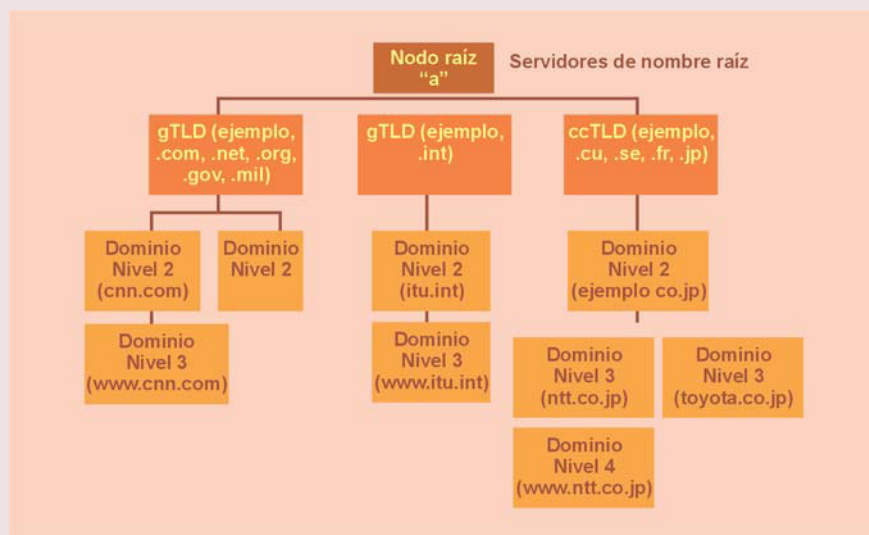 Nodo raíz
“a”
Servidores de nombre raíz
gTLD (ejemplo,
.com, .net, .org,
.gov, .mil)
gTLD (ejemplo,
.int)
ccTLD (ejemplo,
.cu, .se, .fr, .jp)
Dominio
Nivel 2
(cnn.com)
Dominio
Nivel 2
Dominio
Nivel 2
(itu.int)
Dominio
Nivel 2
(ejemplo co.jp)
Dominio
Nivel 3
(www.cnn.com)
Dominio
Nivel 3
(www.itu.int)
Dominio
Nivel 3
(ntt.co.jp)
Dominio
Nivel 3
(toyota.co.jp)
Dominio
Nivel 4
(www.ntt.co.jp)